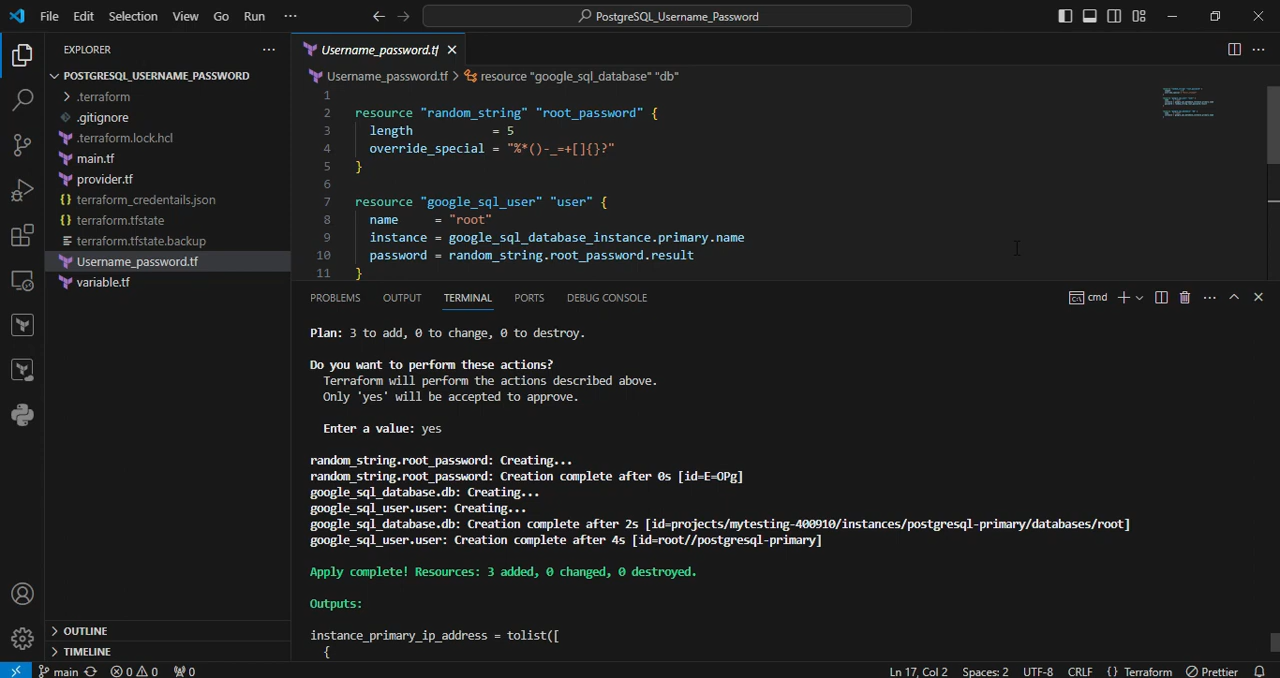 File Edit Selection View Go Run ··· PostgreSQL_Username_Password
EXPLORER ···
POSTGRESQL_USERNAME_PASSWORD
.terraform
.gitignore
.terraform.lock.hcl
main.tf
provider.tf
terraform_credentails.json
terraform.tfstate
terraform.tfstate.backup
Username_password.tf
variable.tf
OUTLINE
TIMELINE
Username_password.tf
Username_password.tf > resource "google_sql_database" "db"
1
2 resource "random_string" "root_password" {
3 length = 5
4 override_special = "%*()-_=+[]{}?"
5 }
6
7 resource "google_sql_user" "user" {
8 name = "root"
9 instance = google_sql_database_instance.primary.name
10 password = random_string.root_password.result
11 }
PROBLEMS OUTPUT TERMINAL PORTS DEBUG CONSOLE cmd
Plan: 3 to add, 0 to change, 0 to destroy.
Do you want to perform these actions?
Terraform will perform the actions described above.
Only 'yes' will be accepted to approve.
Enter a value: yes
random_string.root_password: Creating...
random_string.root_password: Creation complete after 0s [id=E=OPg]
google_sql_database.db: Creating...
google_sql_user.user: Creating...
google_sql_database.db: Creation complete after 2s [id=projects/mytesting-400910/instances/postgresql-primary/databases/root]
google_sql_user.user: Creation complete after 4s [id=root//postgresql-primary]
Apply complete! Resources: 3 added, 0 changed, 0 destroyed.
Outputs:
instance_primary_ip_address = tolist([
{
main 0 0 0 Ln 17, Col 2 Spaces: 2 UTF-8 CRLF {} Terraform Prettier